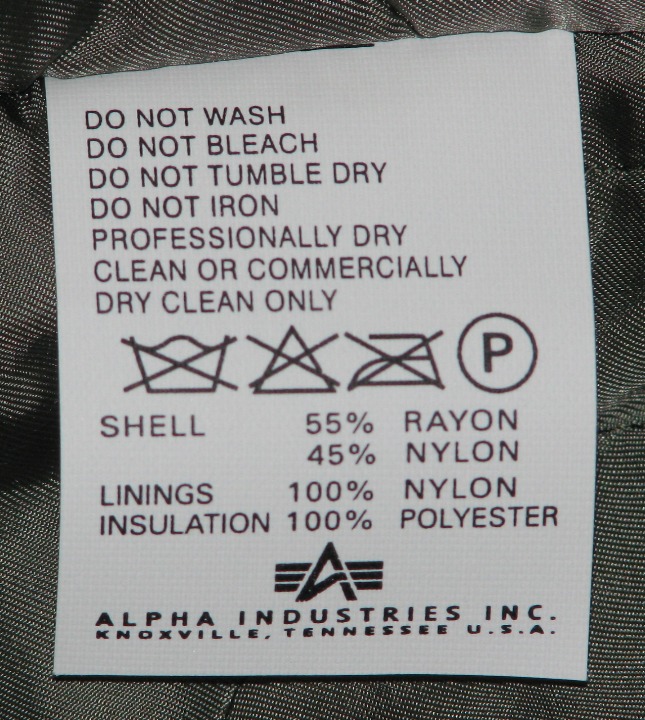 DO NOT WASH
DO NOT BLEACH
DO NOT TUMBLE DRY
DO NOT IRON
PROFESSIONALLY DRY
CLEAN OR COMMERCIALLY
DRY CLEAN ONLY
P
SHELL 55% RAYON
45% NYLON
LININGS 100% NYLON
INSULATION 100% POLYESTER
ALPHA INDUSTRIES INC.
KNOXVILLE, TENNESSEE U.S.A.